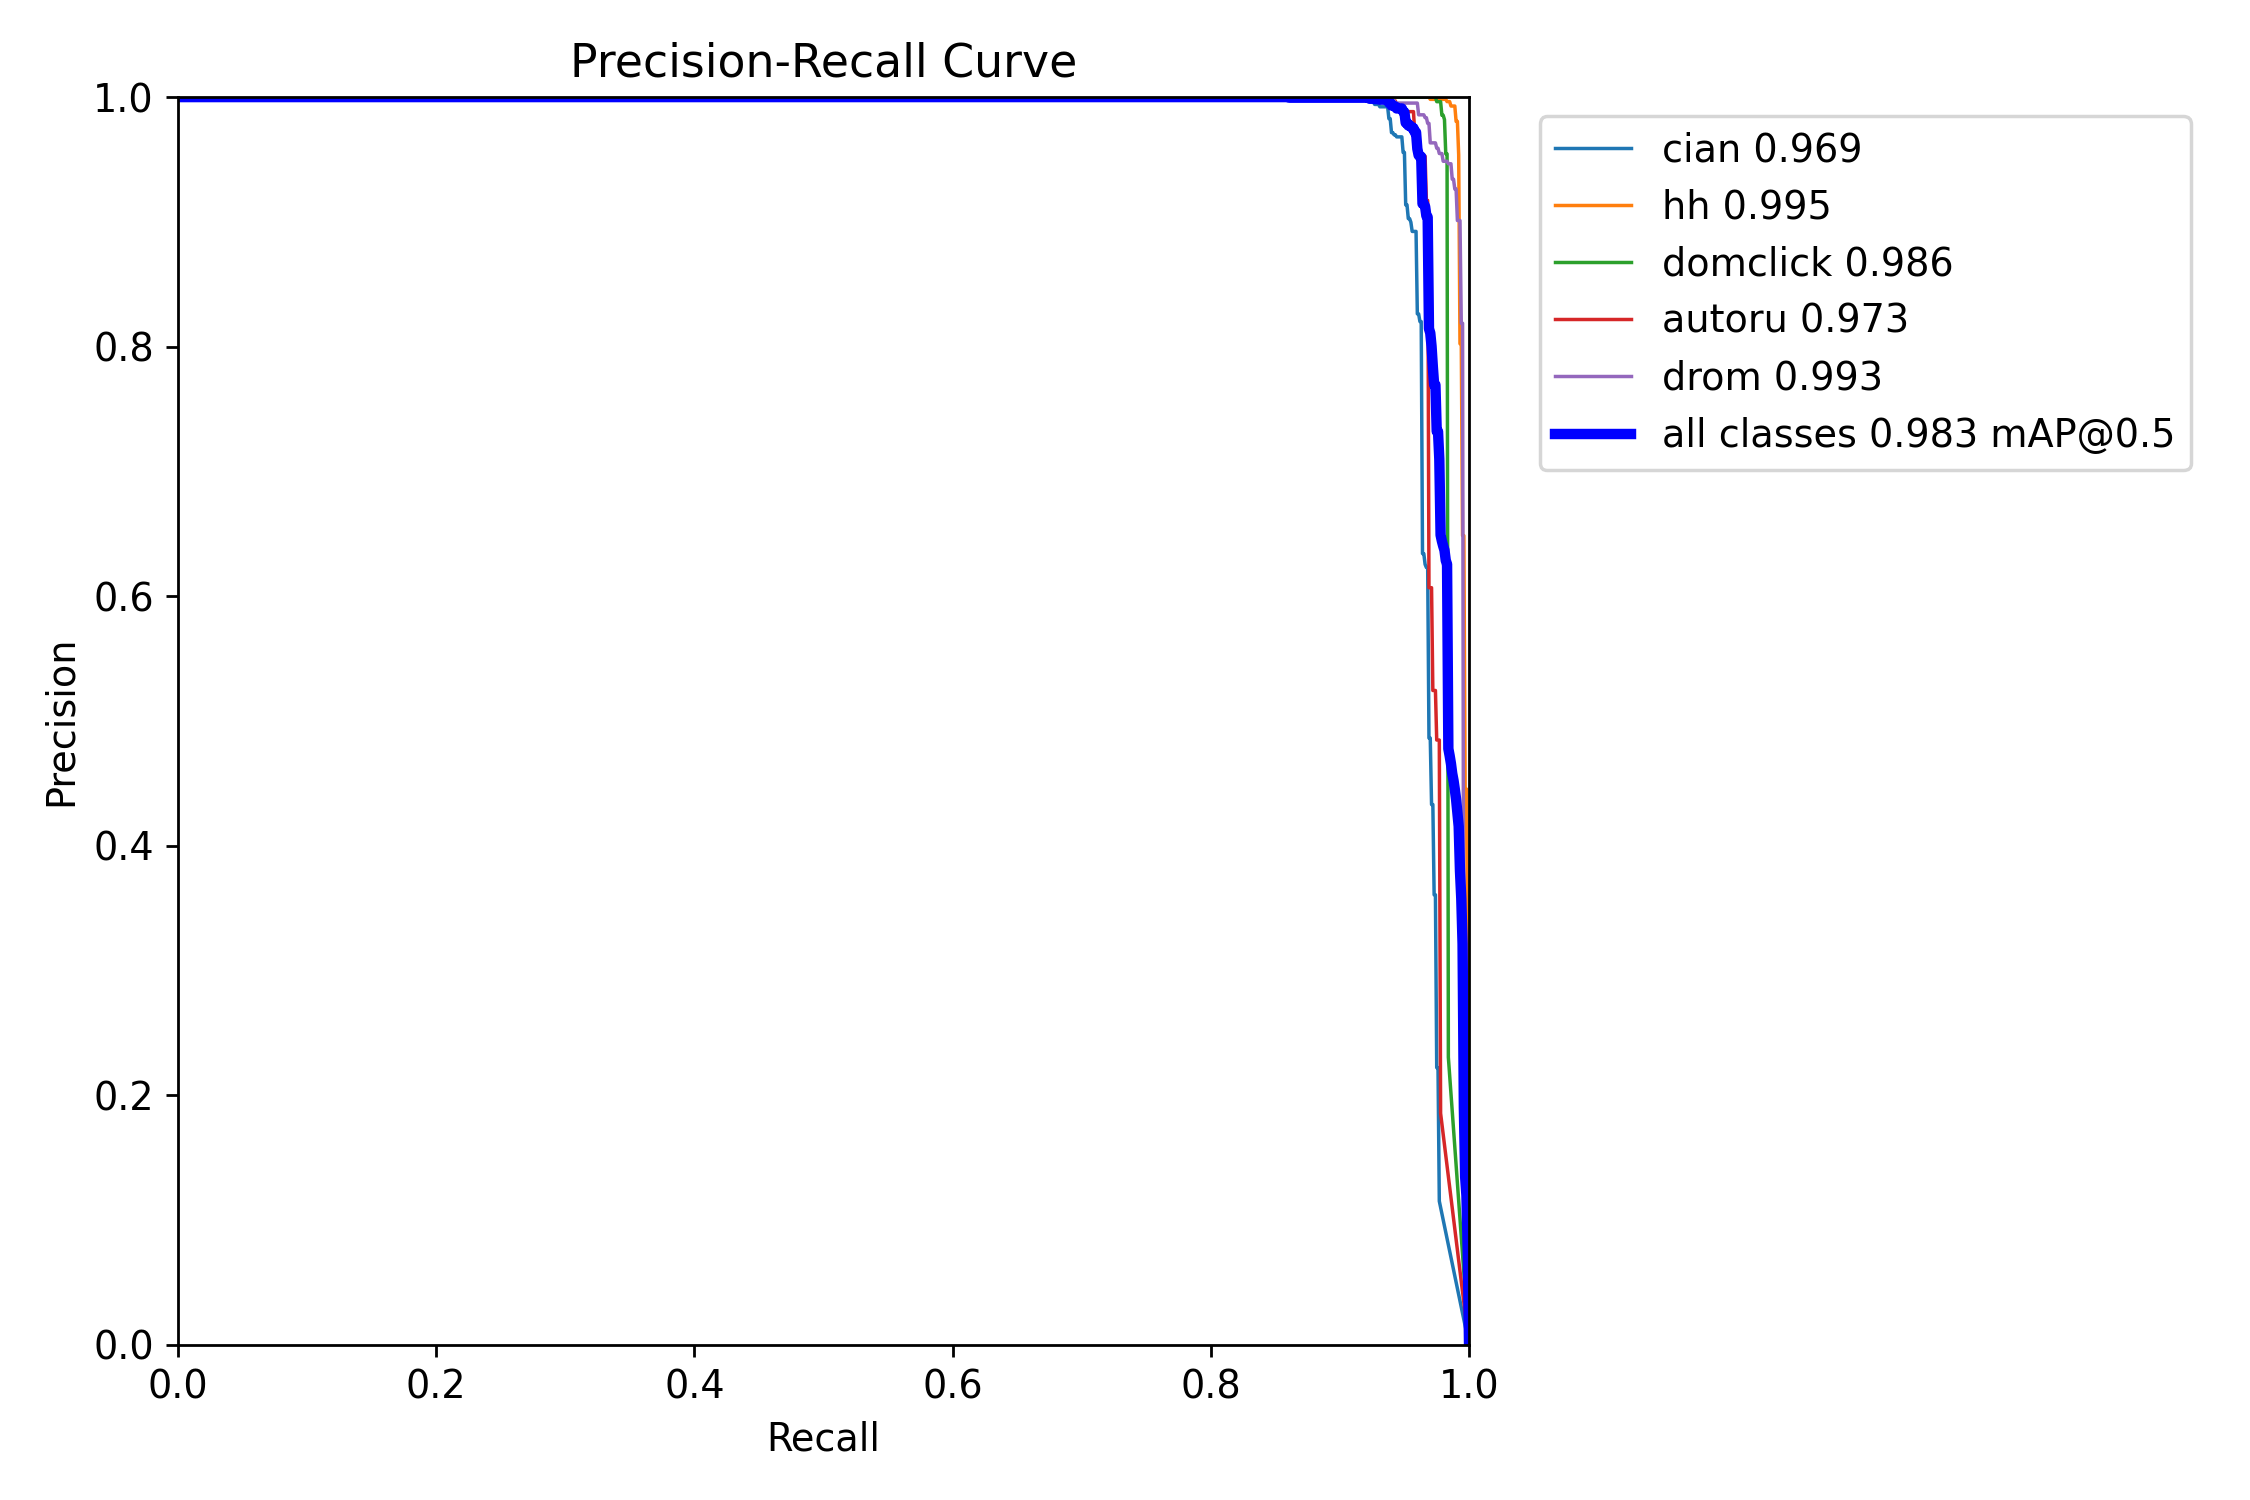 Precision-Recall Curve
1.0
0.8
0.6
0.4
0.2
0.0
Precision
0.0 0.2 0.4 0.6 0.8 1.0
Recall
cian 0.969
hh 0.995
domclick 0.986
autoru 0.973
drom 0.993
all classes 0.983 mAP@0.5